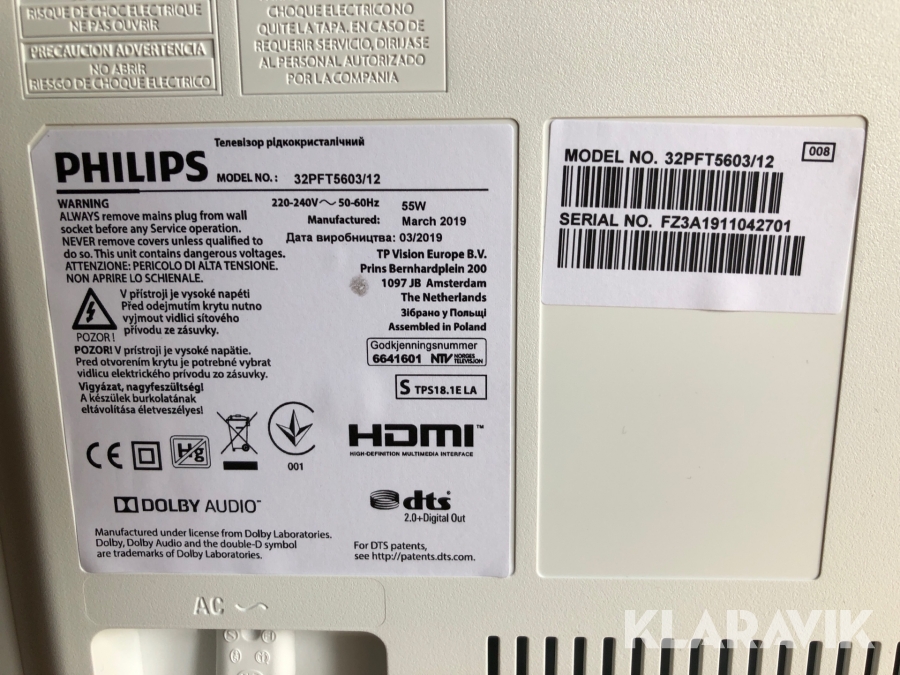 RISQUE DE CHOC ELECTRIQUE
NE PAS OUVRIR
PRECAUCION ADVERTENCIA
NO ABRIR
RIESGO DE CHOQUE ELECTRICO
CHOQUE ELECTRICO NO
QUITE LA TAPA. EN CASO DE
REQUERIR SERVICIO, DIRIJASE
AL PERSONAL AUTORIZADO
POR LA COMPANIA
Телевізор рідкокристалічний
PHILIPS MODEL NO.: 32PFT5603/12
WARNING
ALWAYS remove mains plug from wall
socket before any Service operation.
NEVER remove covers unless qualified to
do so. This unit contains dangerous voltages.
ATTENZIONE: PERICOLO DI ALTA TENSIONE.
NON APRIRE LO SCHIENALE.
220-240V~ 50-60Hz 55W
Manufactured: March 2019
Дата виробництва: 03/2019
TP Vision Europe B.V.
Prins Bernhardplein 200
1097 JB Amsterdam
The Netherlands
Зібрано у Польщі
Assembled in Poland
V přístroji je vysoké napětí
Před odejmutím krytu nutno
vyjmout vidlici síťového
přívodu ze zásuvky.
POZOR!
POZOR! V prístroji je vysoké napätie.
Pred otvorením krytu je potrebné vybrat
vidlicu elektrického prívodu zo zásuvky.
Vigyázat, nagyfeszültség!
A készülek burkolatának
eltávolítása életveszélyes!
Godkjenningsnummer
6641601 NTV NORGES TELEVISJON
S TPS18.1E LA
CE Hg
001
HDMI™
HIGH-DEFINITION MULTIMEDIA INTERFACE
DOLBY AUDIO™
dts
2.0+Digital Out
Manufactured under license from Dolby Laboratories.
Dolby, Dolby Audio and the double-D symbol
are trademarks of Dolby Laboratories.
For DTS patents,
see http://patents.dts.com.
008
MODEL NO. 32PFT5603/12
SERIAL NO. FZ3A1911042701
AC ~
KLARAVIK